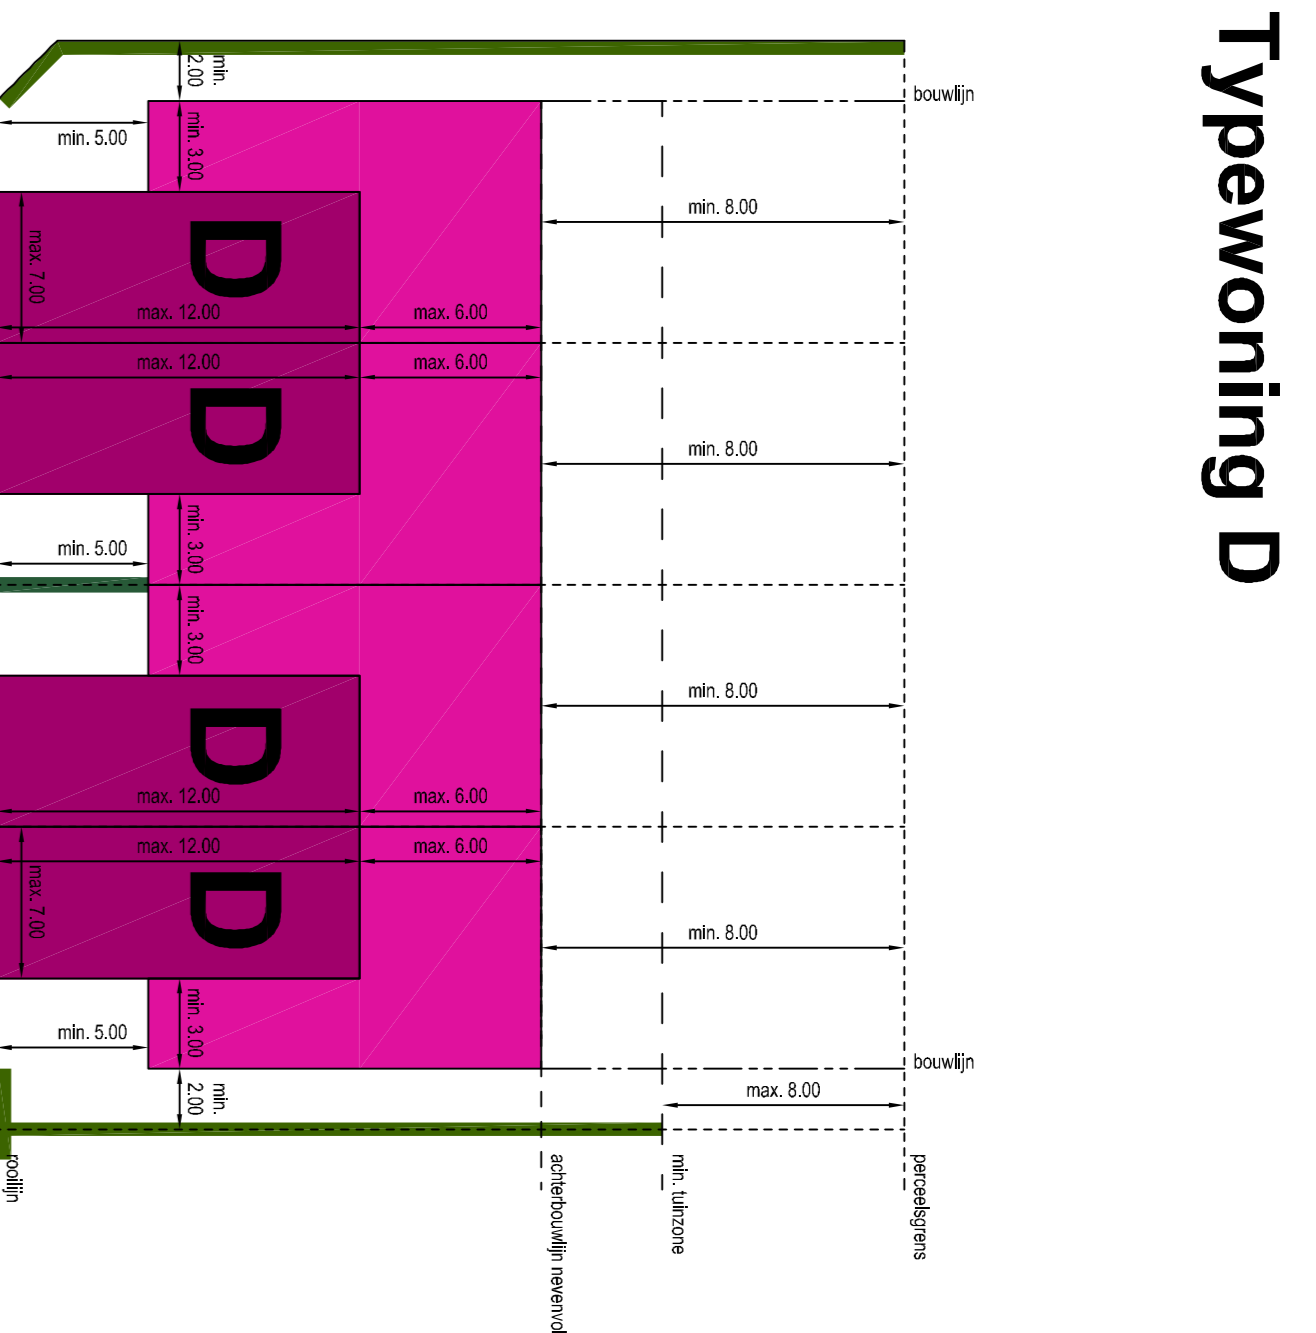 Typewoning D
min.
2.00
bouwlijn
min. 5.00
min. 3.00
min. 8.00
D
max. 7.00
max. 12.00
max. 6.00
max. 12.00
max. 6.00
D
min. 8.00
min. 3.00
min. 5.00
min. 3.00
min. 8.00
D
max. 12.00
max. 6.00
max. 12.00
max. 6.00
max. 7.00
D
min. 8.00
min. 3.00
min. 5.00
bouwlijn
min.
2.00
max. 8.00
rooilijn
achterbouwlijn nevenvol
min. tuinzone
perceelsgrens